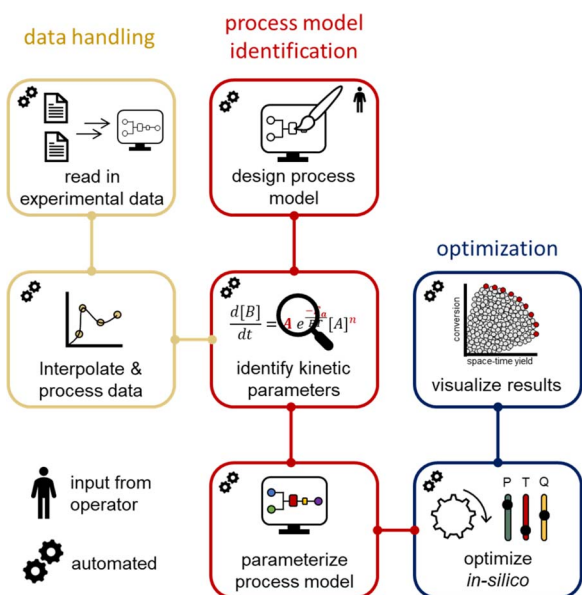 data handling
process model
identification
read in
experimental data
design process
model
optimization
Interpolate &
process data
d[B]
dt
= A e
[A]ⁿ
identify kinetic
parameters
conversion
space-time yield
visualize results
input from
operator
automated
parameterize
process model
P T Q
optimize
in-silico